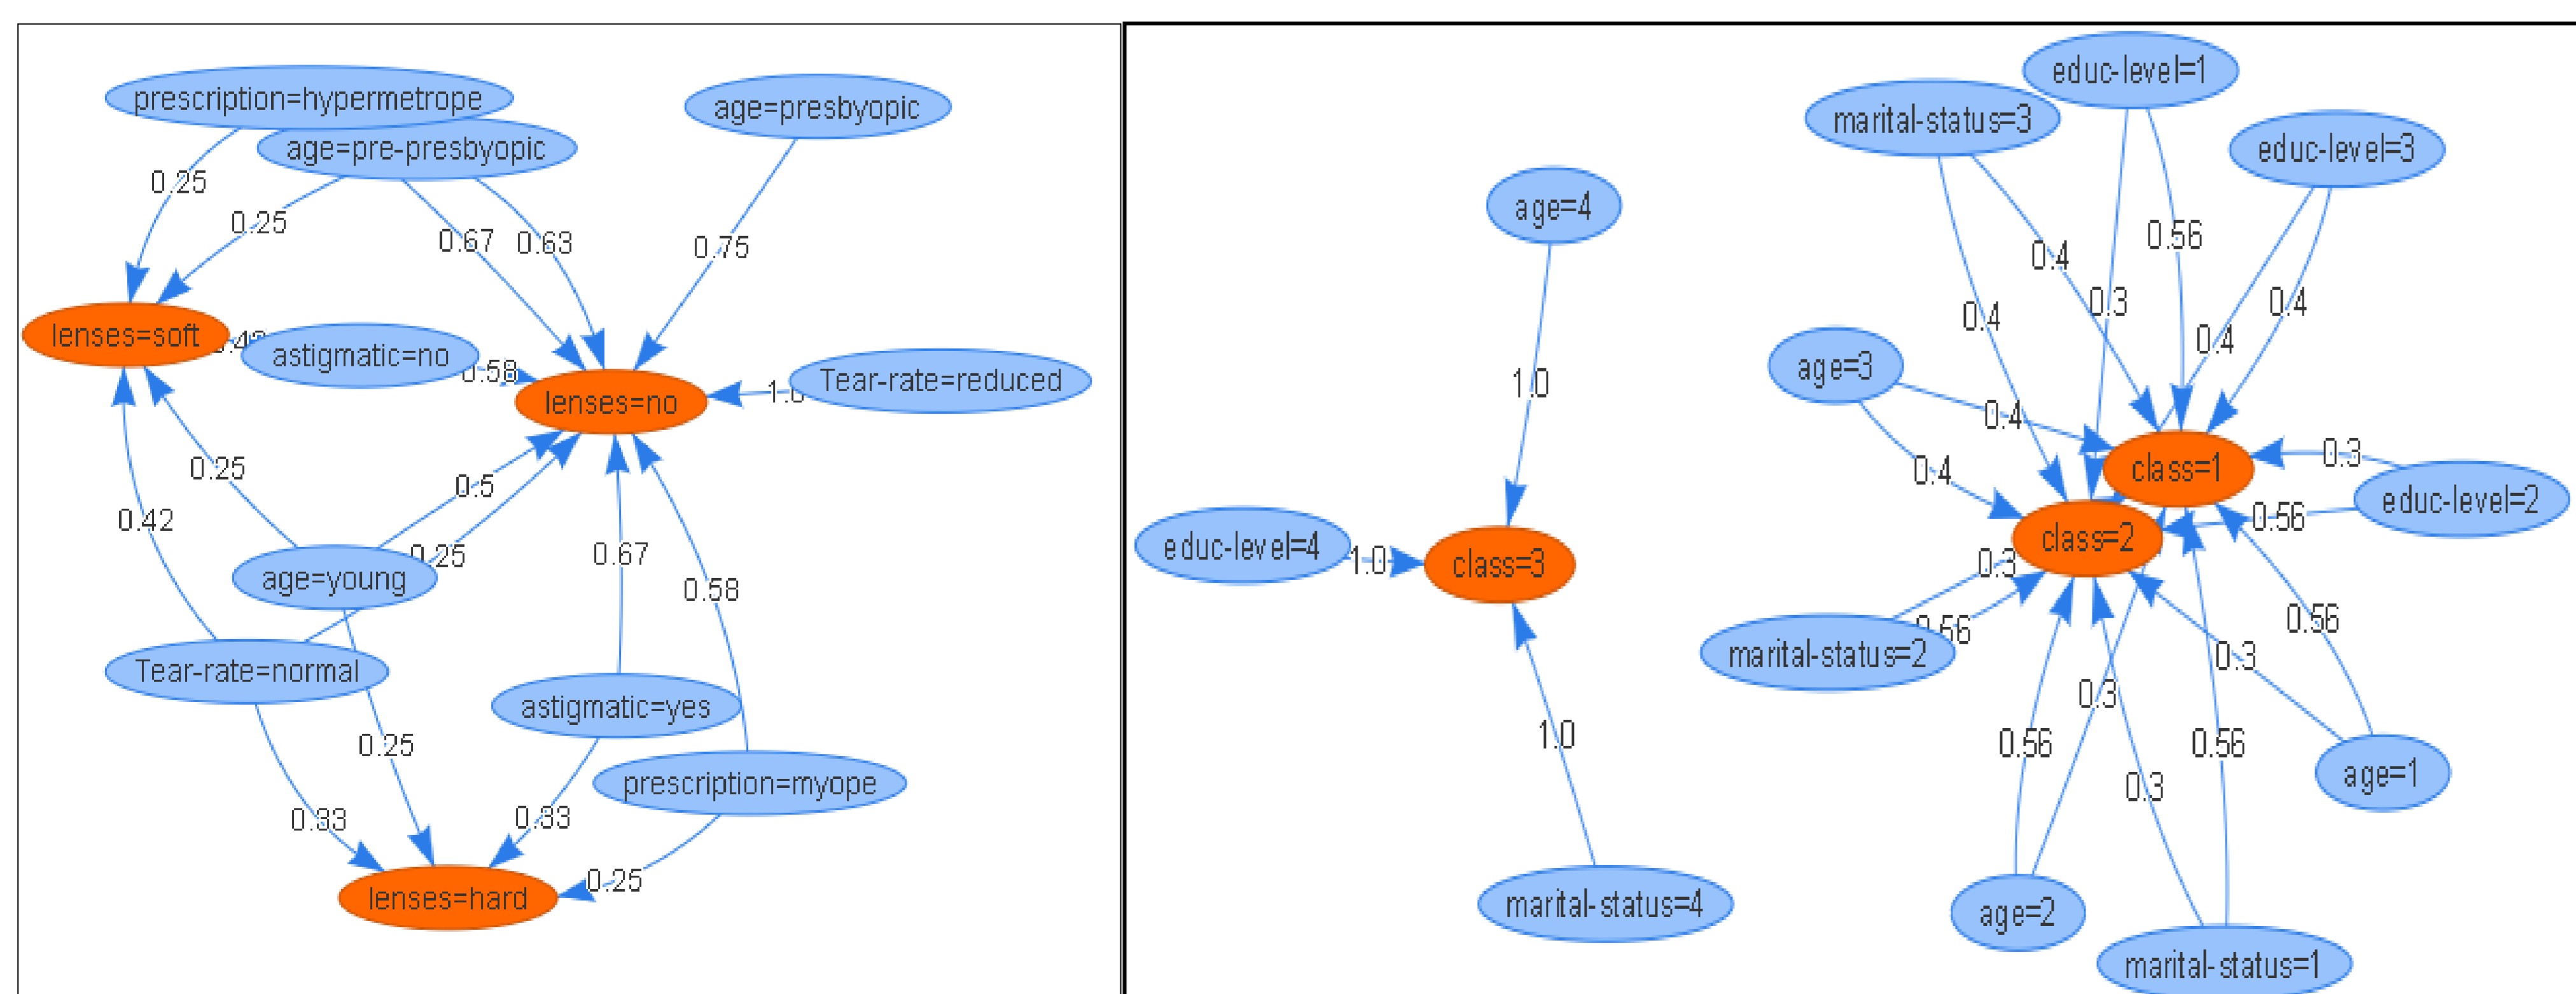 prescription=hypermetrope
age=pre-presbyopic
age=presbyopic
0.25
0.25
0.67
0.63
0.75
lenses=soft
astigmatic=no
0.58
lenses=no
1.0
Tear-rate=reduced
0.25
0.5
0.42
0.25
0.67
0.58
age=young
Tear-rate=normal
astigmatic=yes
0.25
prescription=myope
0.33
0.33
0.25
lenses=hard
educ-level=1
marital-status=3
educ-level=3
age=4
0.4
0.56
0.4
0.3
0.4
0.4
age=3
1.0
0.4
0.4
class=1
0.3
educ-level=2
0.56
class=2
educ-level=4
1.0
class=3
0.3
0.56
marital-status=2
0.56
0.3
0.3
1.0
0.56
0.56
0.3
age=1
marital-status=4
age=2
marital-status=1